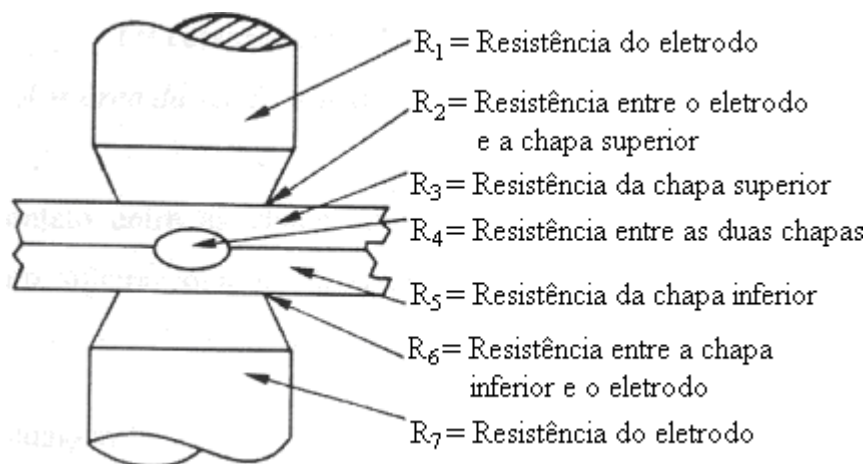 R₁ = Resistência do eletrodo
R₂ = Resistência entre o eletrodo
e a chapa superior
R₃ = Resistência da chapa superior
R₄ = Resistência entre as duas chapas
R₅ = Resistência da chapa inferior
R₆ = Resistência entre a chapa
inferior e o eletrodo
R₇ = Resistência do eletrodo